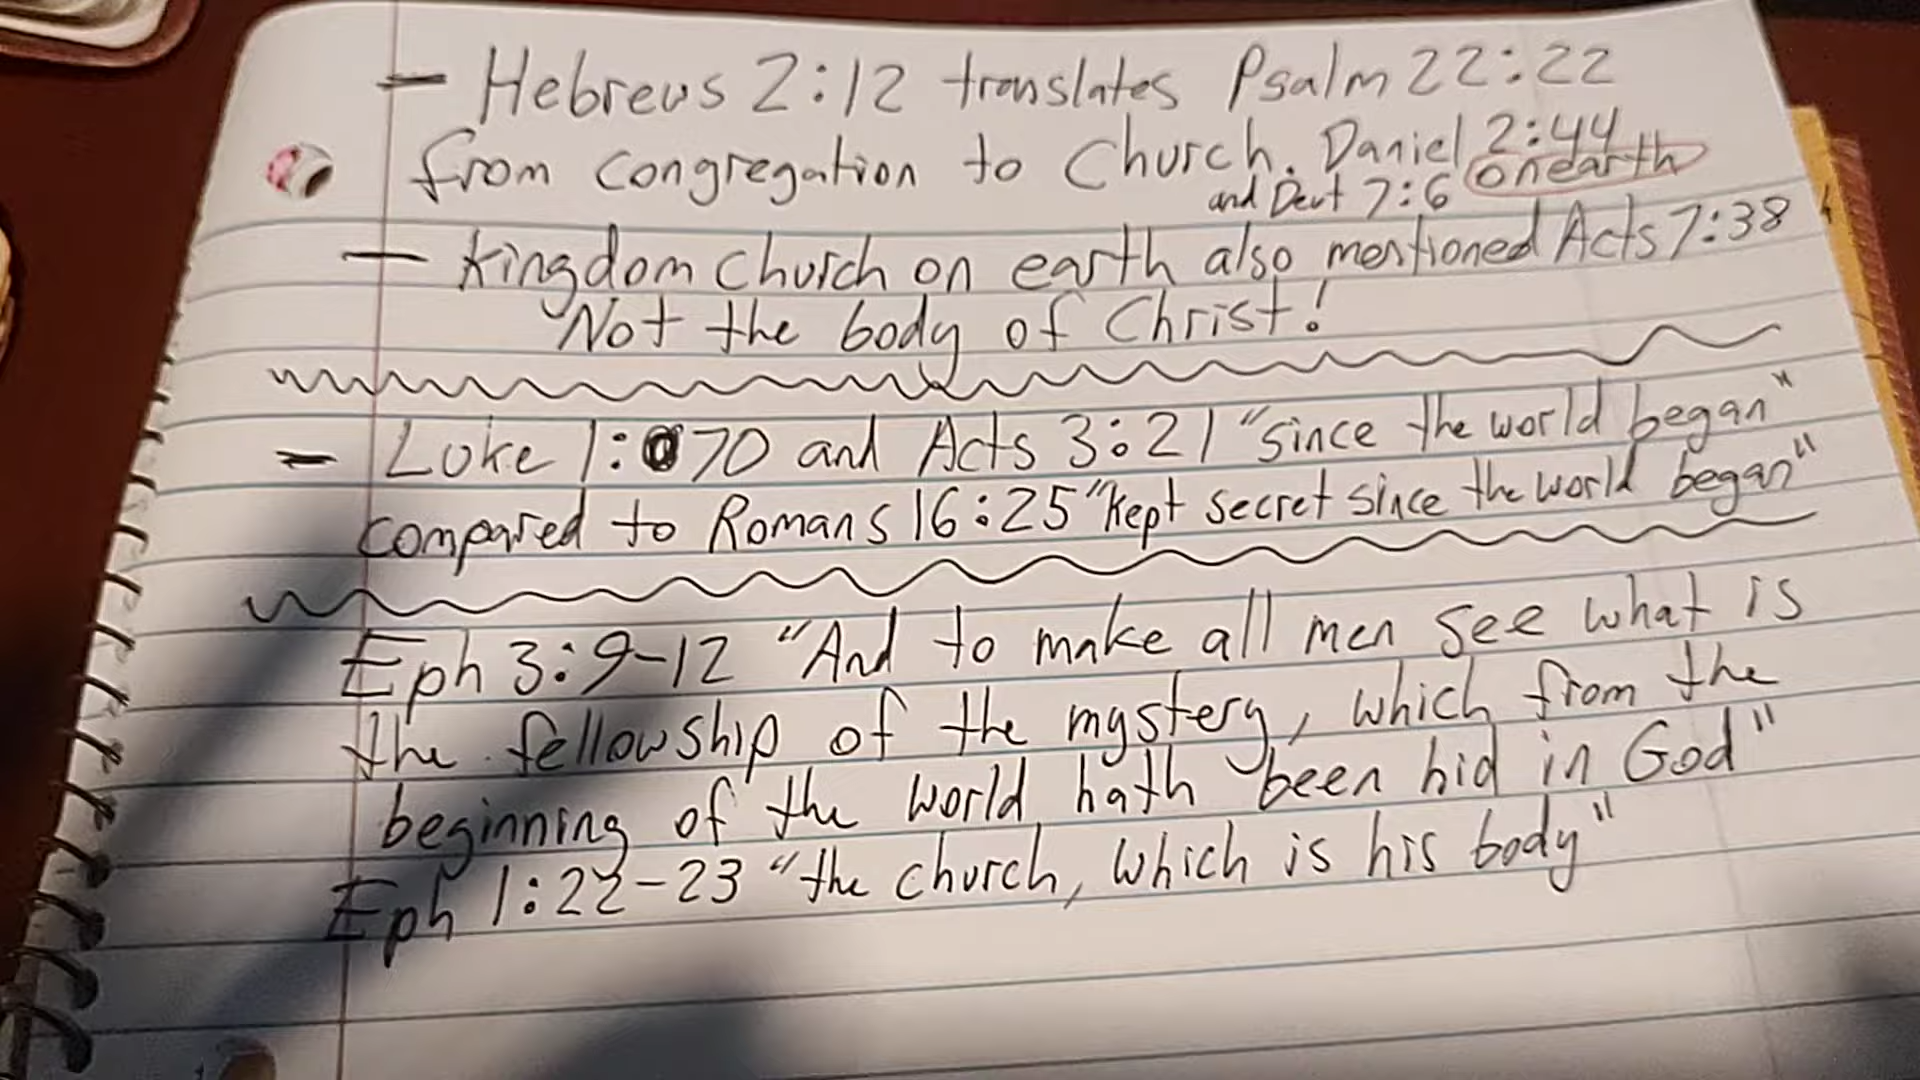 - Hebrews 2:12 translates Psalm 22:22
from congregation to Church. Daniel 2:44
and Deut 7:6 on earth
- Kingdom church on earth also mentioned Acts 7:38
Not the body of Christ!
- Luke 1:70 and Acts 3:21 "since the world began"
compared to Romans 16:25 "kept secret since the world began"
Eph 3:9-12 "And to make all men see what is
the fellowship of the mystery, which from the
beginning of the world hath been hid in God"
Eph 1:22-23 "the church, which is his body"